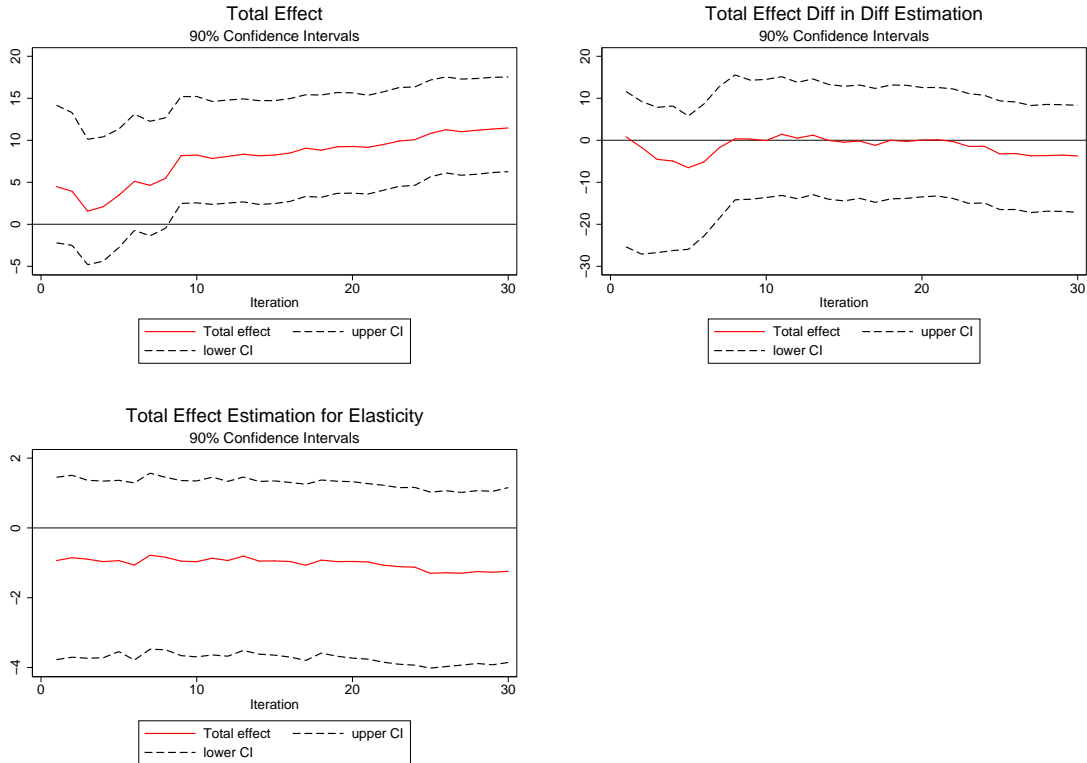 Total Effect
90% Confidence Intervals
20
15
10
5
0
−5
0 10 20 30
Iteration
Total effect upper CI
lower CI
Total Effect Diff in Diff Estimation
90% Confidence Intervals
20
10
0
−10
−20
−30
0 10 20 30
Iteration
Total effect upper CI
lower CI
Total Effect Estimation for Elasticity
90% Confidence Intervals
2
0
−2
−4
0 10 20 30
Iteration
Total effect upper CI
lower CI